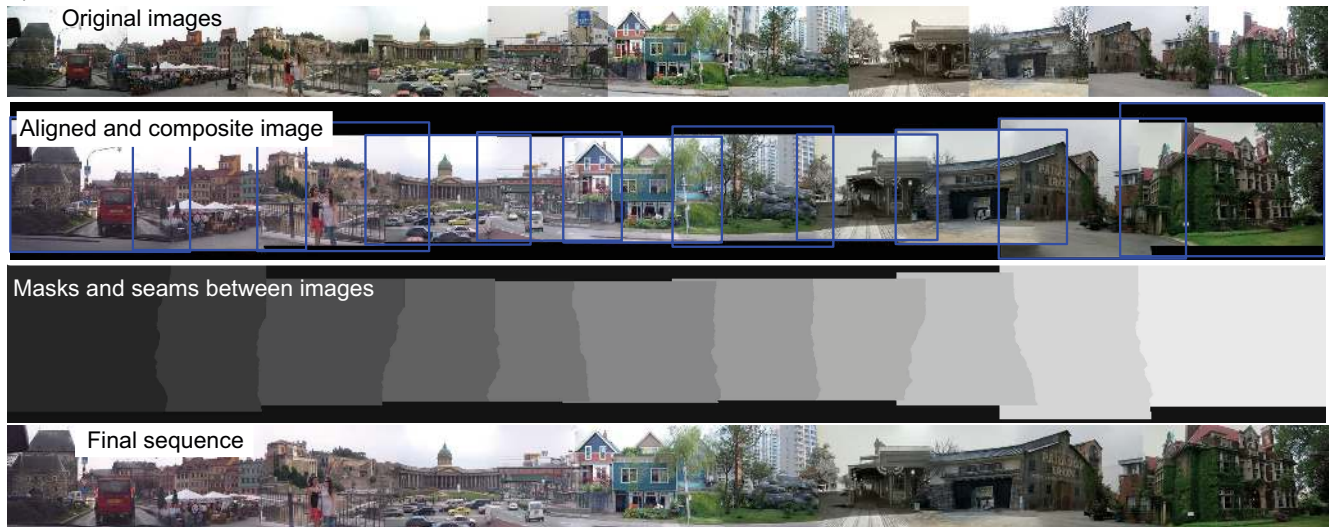 Original images
Aligned and composite image
Masks and seams between images
Final sequence